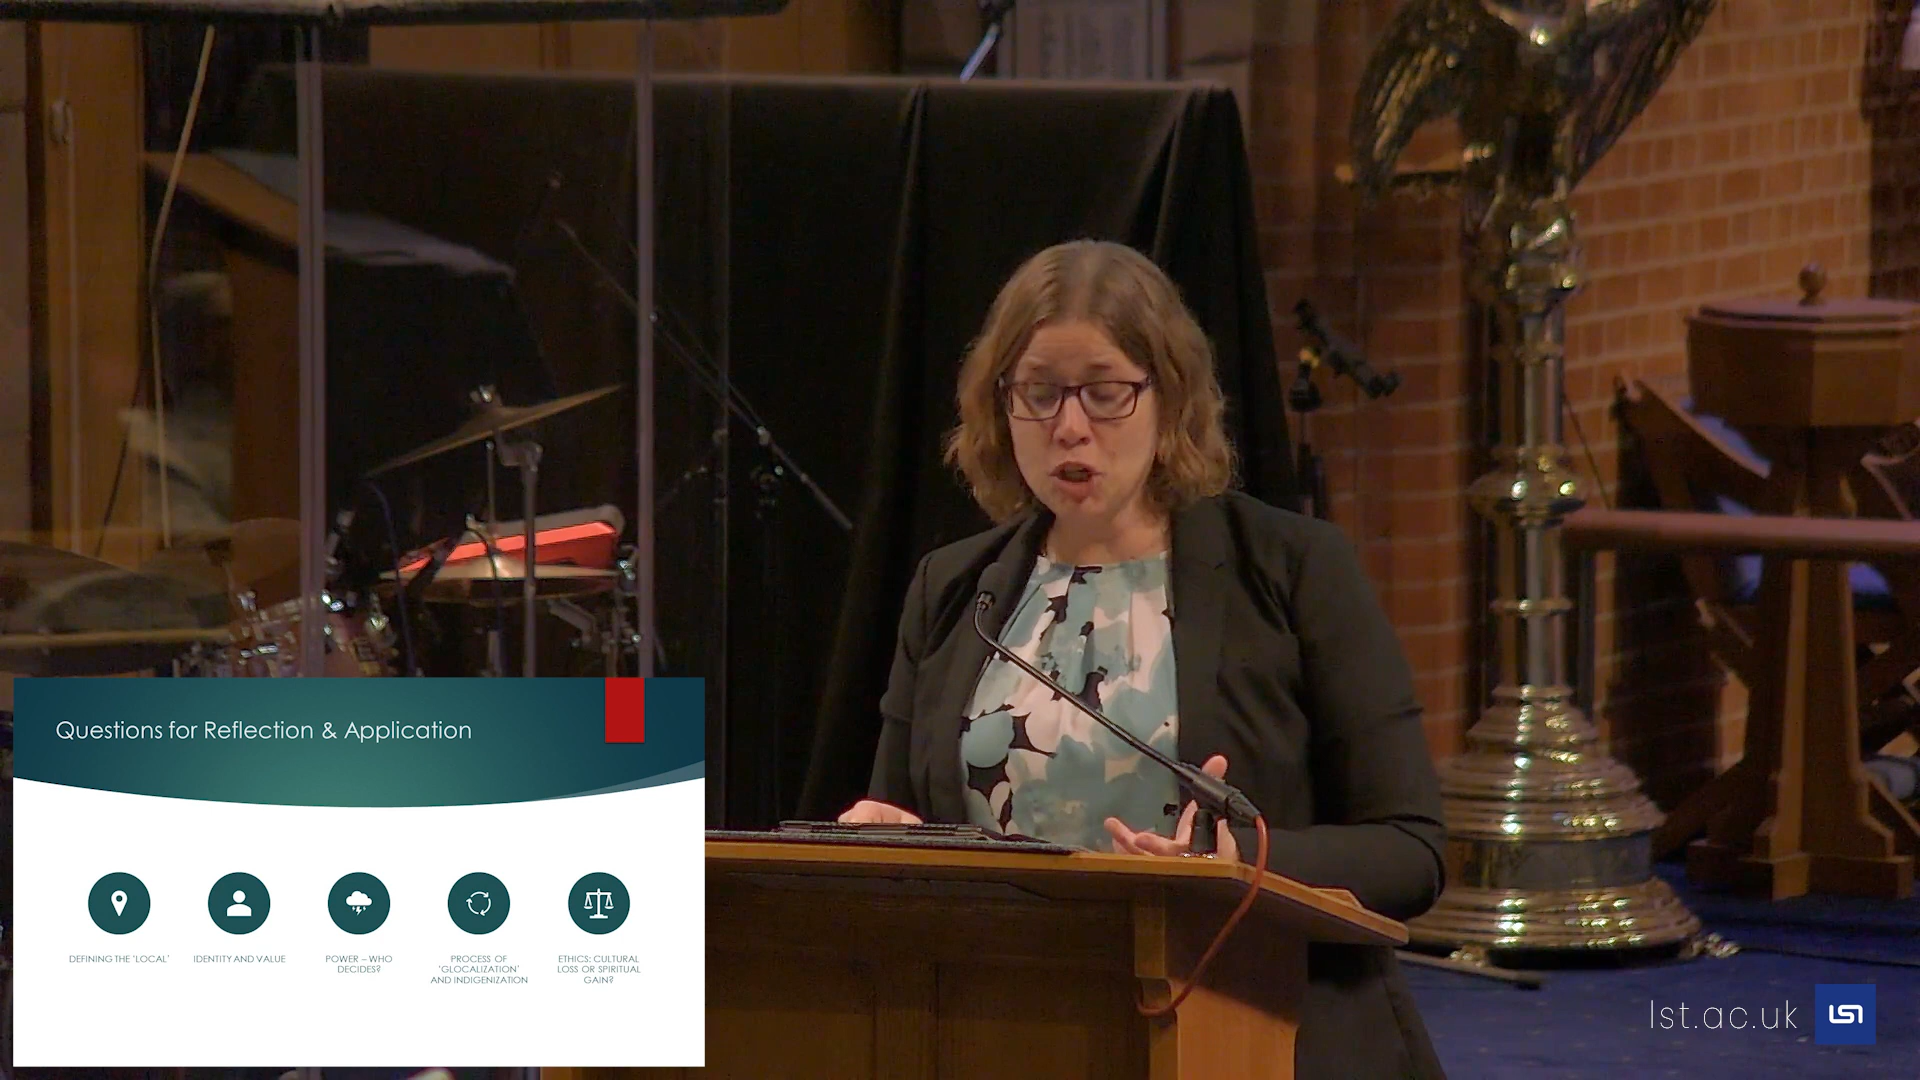 Questions for Reflection & Application
DEFINING THE 'LOCAL'
IDENTITY AND VALUE
POWER – WHO
DECIDES?
PROCESS OF
'GLOCALIZATION'
AND INDIGENIZATION
ETHICS: CULTURAL
LOSS OR SPIRITUAL
GAIN?
lst.ac.uk
LST